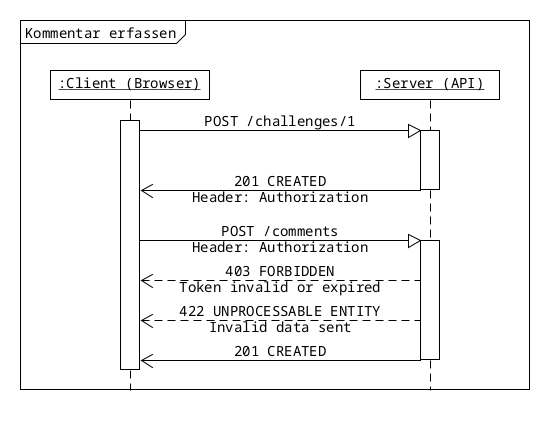 Kommentar erfassen
:Client (Browser)
:Server (API)
POST /challenges/1
201 CREATED
Header: Authorization
POST /comments
Header: Authorization
403 FORBIDDEN
Token invalid or expired
422 UNPROCESSABLE ENTITY
Invalid data sent
201 CREATED